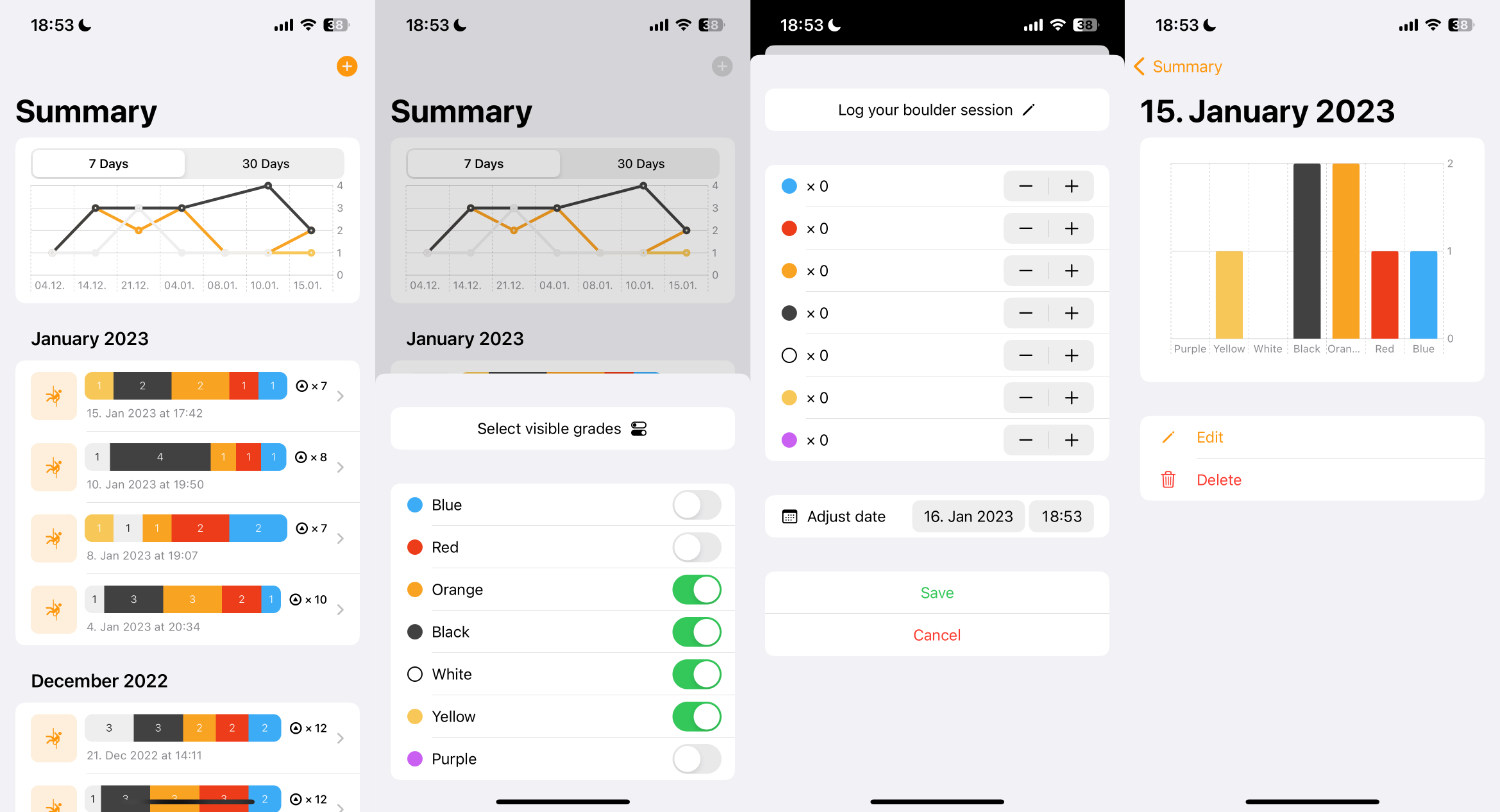 18:53
38
Summary
7 Days 30 Days
4
3
2
1
0
04.12. 14.12. 21.12. 04.01. 08.01. 10.01. 15.01.
January 2023
1 2 2 1 1 × 7
15. Jan 2023 at 17:42
1 4 1 1 1 × 8
10. Jan 2023 at 19:50
1 1 1 2 2 × 7
8. Jan 2023 at 19:07
1 3 3 2 1 × 10
4. Jan 2023 at 20:34
December 2022
3 3 2 2 2 × 12
21. Dec 2022 at 14:11
1 2 × 12
18:53
38
Summary
7 Days 30 Days
4
3
2
1
0
04.12. 14.12. 21.12. 04.01. 08.01. 10.01. 15.01.
January 2023
Select visible grades
Blue
Red
Orange
Black
White
Yellow
Purple
18:53
38
Log your boulder session
× 0 − +
× 0 − +
× 0 − +
× 0 − +
× 0 − +
× 0 − +
× 0 − +
Adjust date 16. Jan 2023 18:53
Save
Cancel
18:53
38
Summary
15. January 2023
2
1
0
Purple Yellow White Black Oran... Red Blue
Edit
Delete